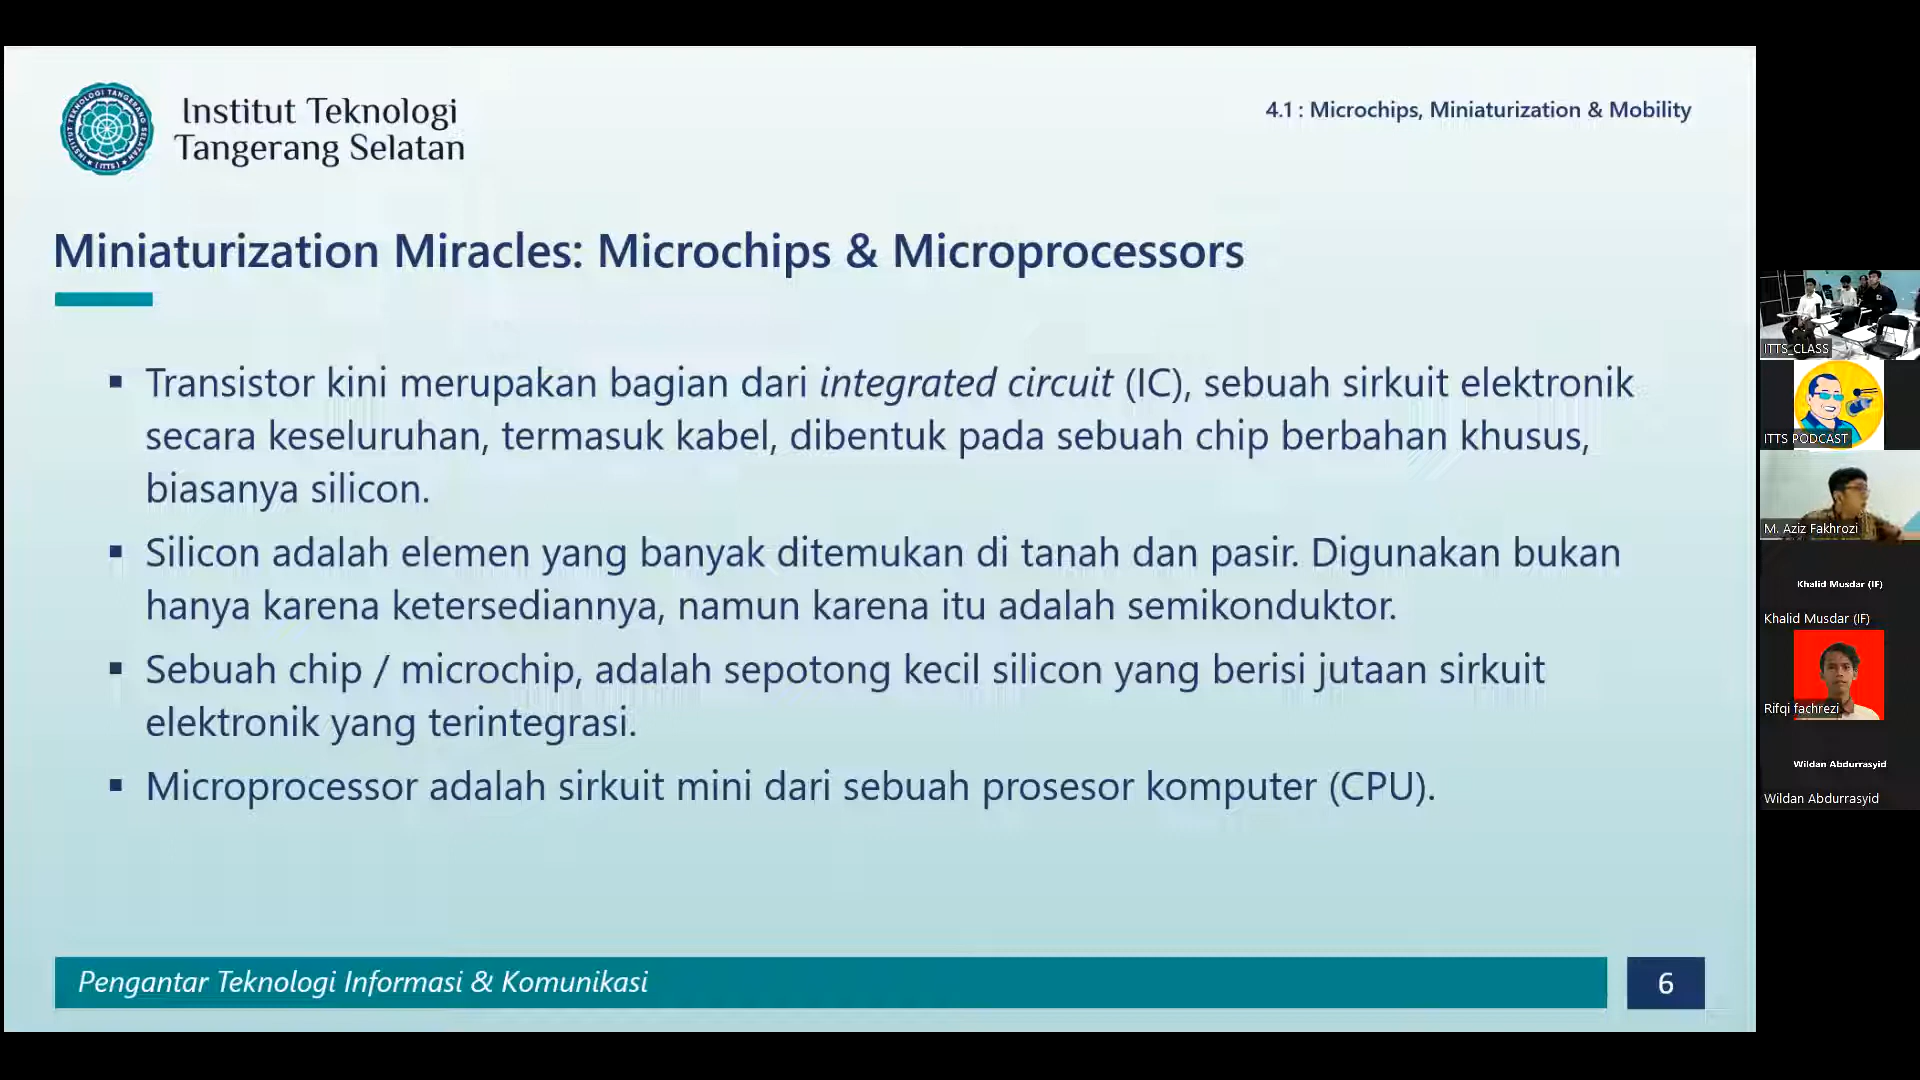 Institut Teknologi
Tangerang Selatan
4.1 : Microchips, Miniaturization & Mobility
Miniaturization Miracles: Microchips & Microprocessors
▪ Transistor kini merupakan bagian dari integrated circuit (IC), sebuah sirkuit elektronik
secara keseluruhan, termasuk kabel, dibentuk pada sebuah chip berbahan khusus,
biasanya silicon.
▪ Silicon adalah elemen yang banyak ditemukan di tanah dan pasir. Digunakan bukan
hanya karena ketersediannya, namun karena itu adalah semikonduktor.
▪ Sebuah chip / microchip, adalah sepotong kecil silicon yang berisi jutaan sirkuit
elektronik yang terintegrasi.
▪ Microprocessor adalah sirkuit mini dari sebuah prosesor komputer (CPU).
Pengantar Teknologi Informasi & Komunikasi
6
ITTS_CLASS
ITTS PODCAST
M. Aziz Fakhrozi
Khalid Musdar (IF)
Khalid Musdar (IF)
Rifqi fachrezi
Wildan Abdurrasyid
Wildan Abdurrasyid